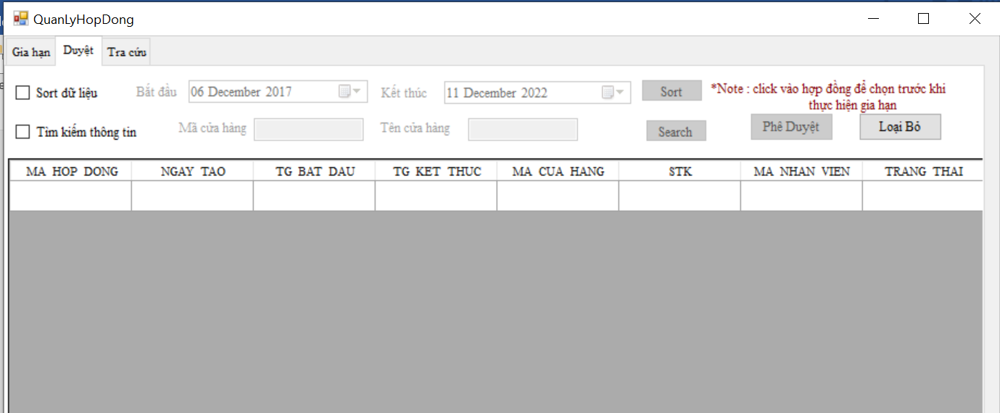 QuanLyHopDong
Gia hạn Duyệt Tra cứu
Sort dữ liệu Bắt đầu 06 December 2017 Kết thúc 11 December 2022 Sort *Note : click vào hợp đồng để chọn trước khi
thực hiện gia hạn
Tìm kiếm thông tin Mã cửa hàng Tên cửa hàng Search Phê Duyệt Loại Bỏ
MA HOP DONG NGAY TAO TG BAT DAU TG KET THUC MA CUA HANG STK MA NHAN VIEN TRANG THAI